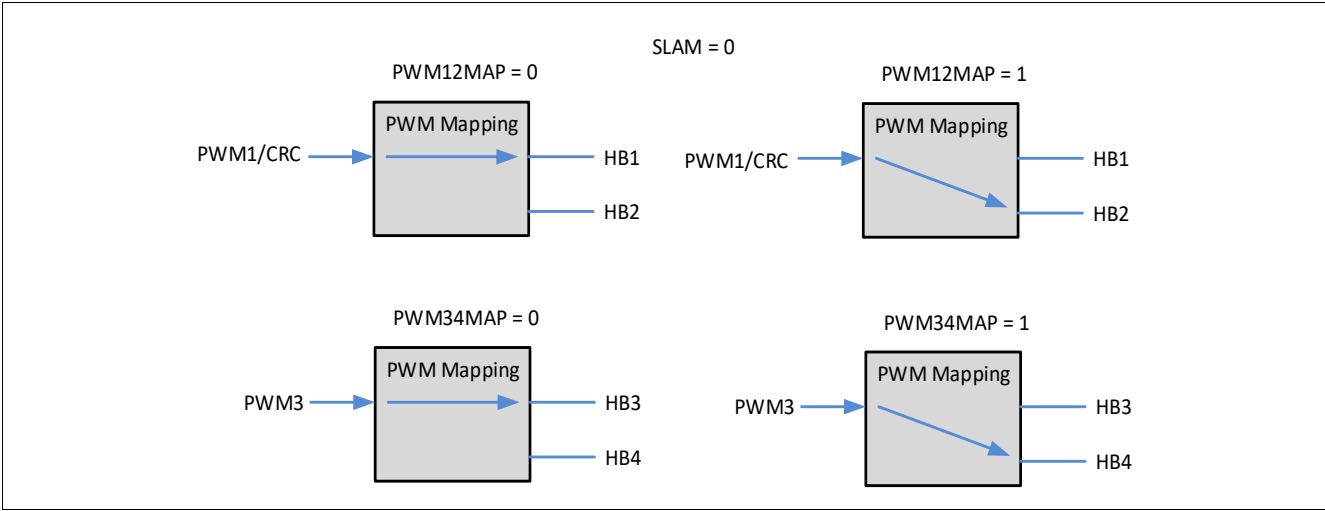 SLAM = 0
PWM12MAP = 0
PWM Mapping
PWM1/CRC
HB1
HB2
PWM12MAP = 1
PWM Mapping
PWM1/CRC
HB1
HB2
PWM34MAP = 0
PWM Mapping
PWM3
HB3
HB4
PWM34MAP = 1
PWM Mapping
PWM3
HB3
HB4